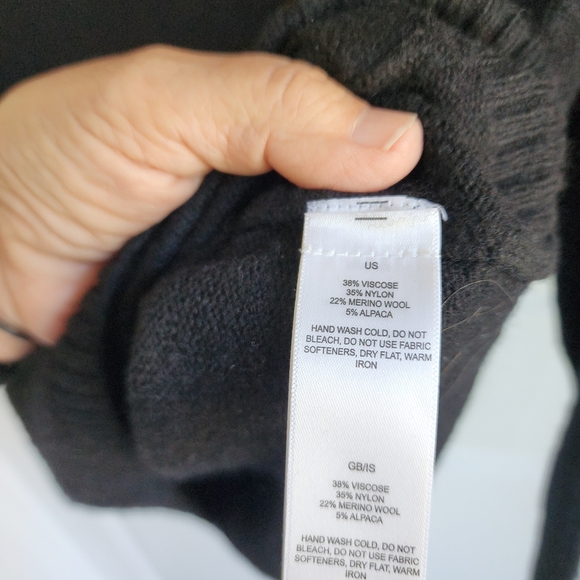 US
38% VISCOSE
35% NYLON
22% MERINO WOOL
5% ALPACA
HAND WASH COLD, DO NOT
BLEACH, DO NOT USE FABRIC
SOFTENERS, DRY FLAT, WARM
IRON
GB/IS
38% VISCOSE
35% NYLON
22% MERINO WOOL
5% ALPACA
HAND WASH COLD, DO NOT
BLEACH, DO NOT USE FABRIC
SOFTENERS, DRY FLAT, WARM
IRON